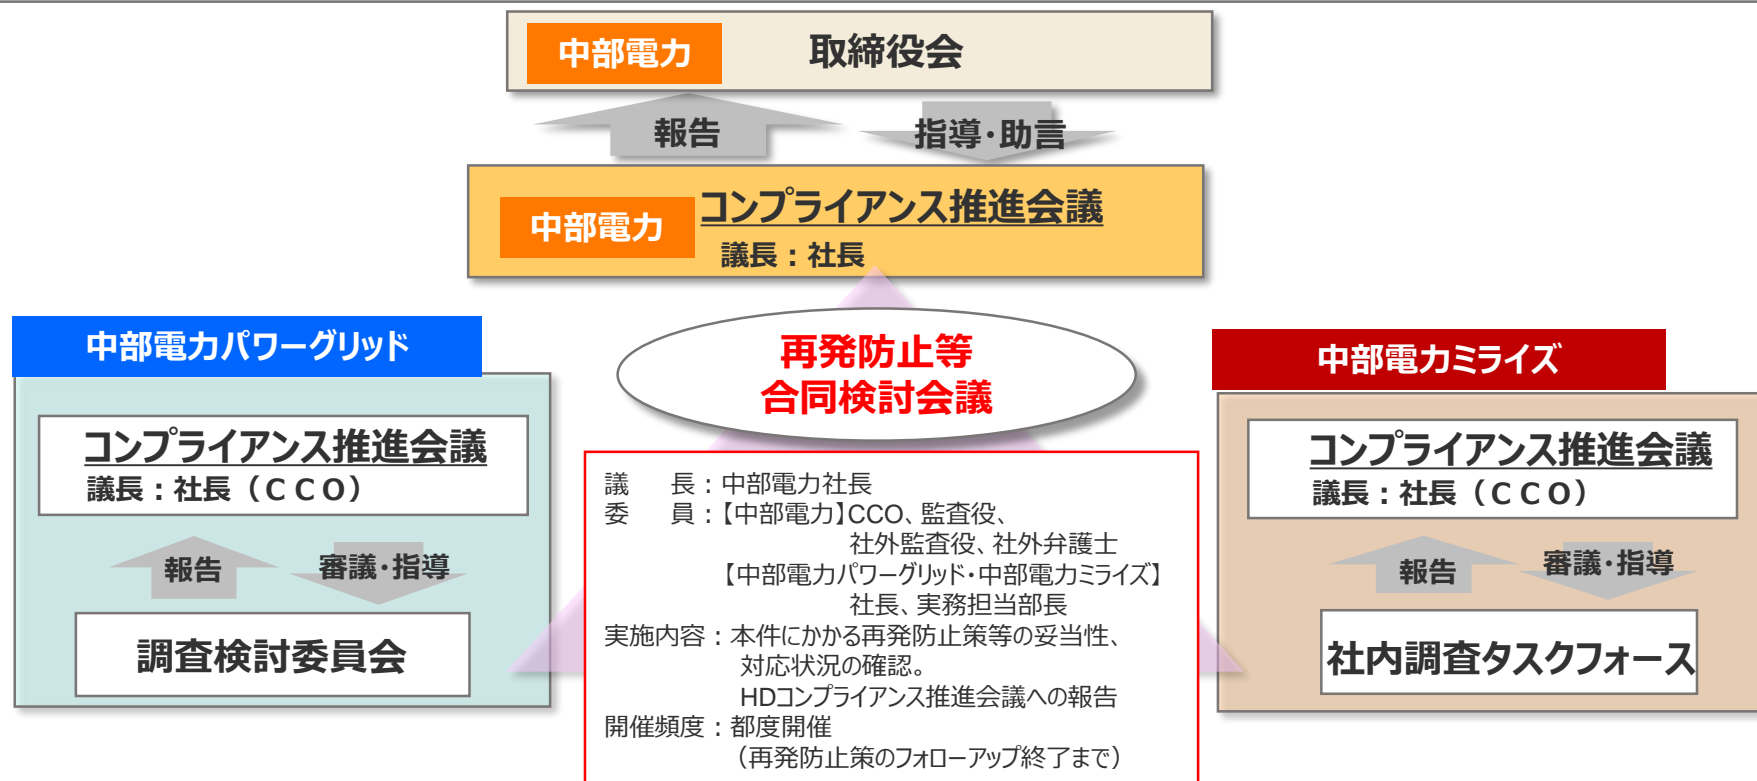 中部電力 取締役会
報告 指導・助言
中部電力 コンプライアンス推進会議
議長：社長
中部電力パワーグリッド
コンプライアンス推進会議
議長：社長（ＣＣＯ）
報告 審議・指導
調査検討委員会
再発防止等
合同検討会議
議　　長：中部電力社長
委　　員：【中部電力】CCO、監査役、
社外監査役、社外弁護士
【中部電力パワーグリッド・中部電力ミライズ】
社長、実務担当部長
実施内容：本件にかかる再発防止策等の妥当性、
対応状況の確認。
HDコンプライアンス推進会議への報告
開催頻度：都度開催
（再発防止策のフォローアップ終了まで）
中部電力ミライズ
コンプライアンス推進会議
議長：社長（ＣＣＯ）
報告 審議・指導
社内調査タスクフォース